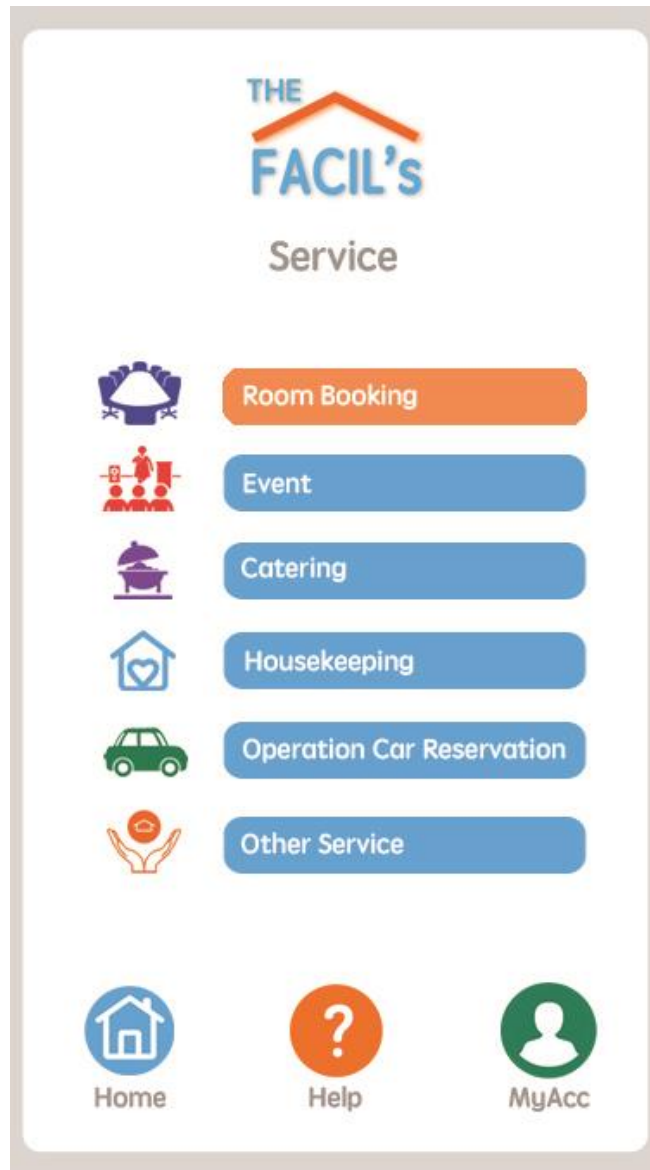 THE
FACIL's
Service
Room Booking
Event
Catering
Housekeeping
Operation Car Reservation
Other Service
?
Home
Help
MyAcc